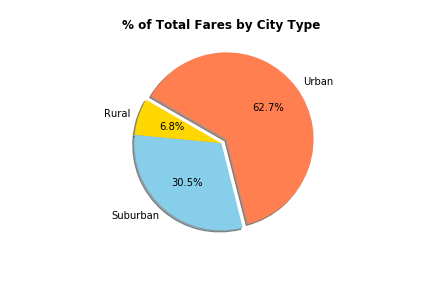 % of Total Fares by City Type
Urban
62.7%
Rural
6.8%
30.5%
Suburban